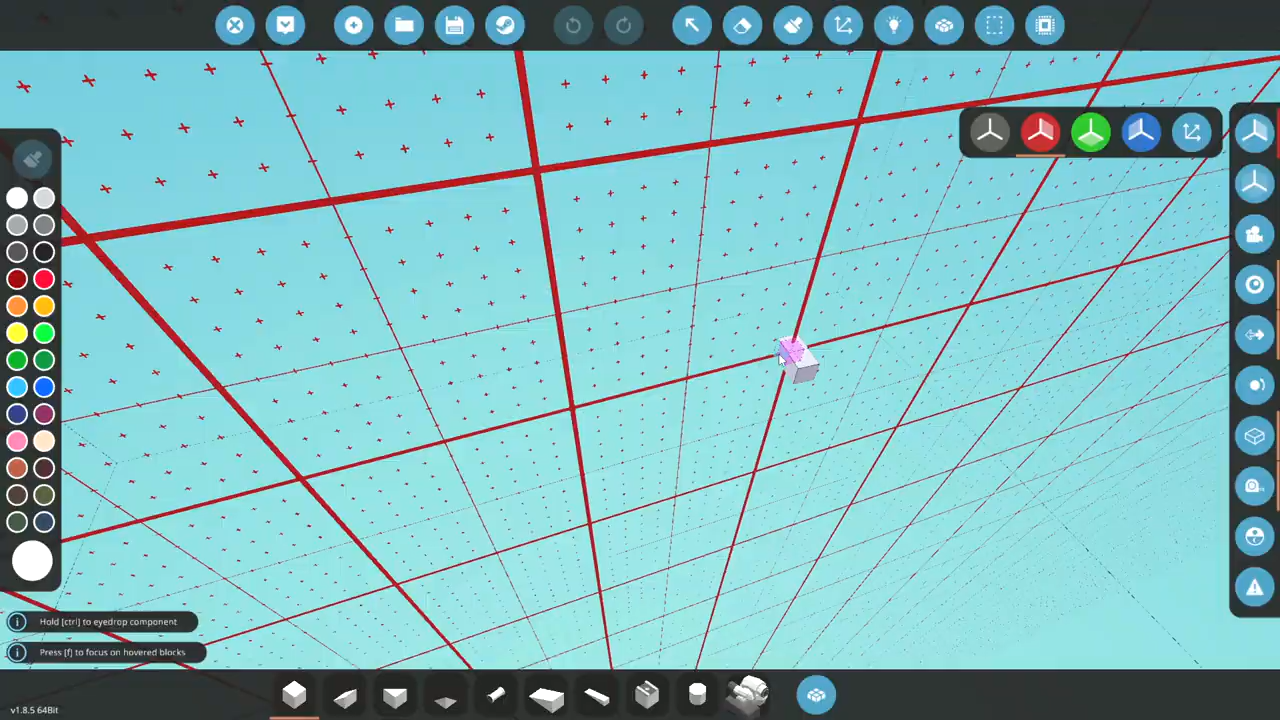 Hold [ctrl] to eyedrop component
Press [f] to focus on hovered blocks
v1.8.5 64Bit